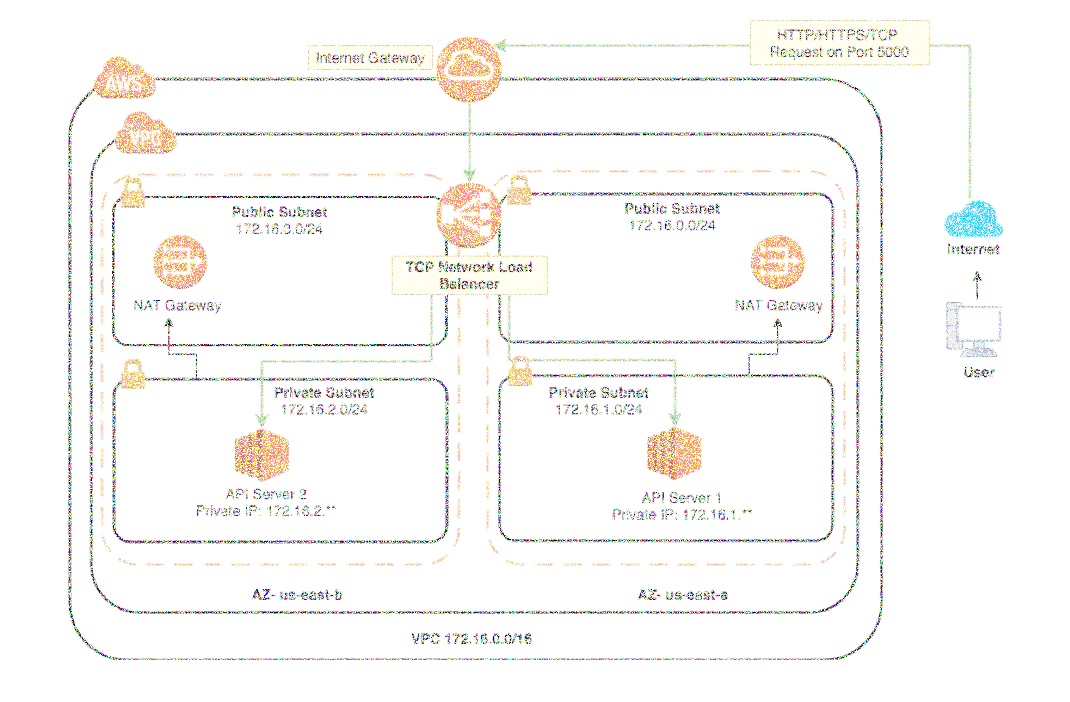 HTTP/HTTPS/TCP
Request on Port 5000
Internet Gateway
AWS
VPC
Public Subnet
172.16.3.0/24
Public Subnet
172.16.0.0/24
NAT Gateway
TCP Network Load
Balancer
NAT Gateway
Internet
User
Private Subnet
172.16.2.0/24
Private Subnet
172.16.1.0/24
API Server 2
Private IP: 172.16.2.**
API Server 1
Private IP: 172.16.1.**
AZ- us-east-b
AZ- us-east-a
VPC 172.16.0.0/16